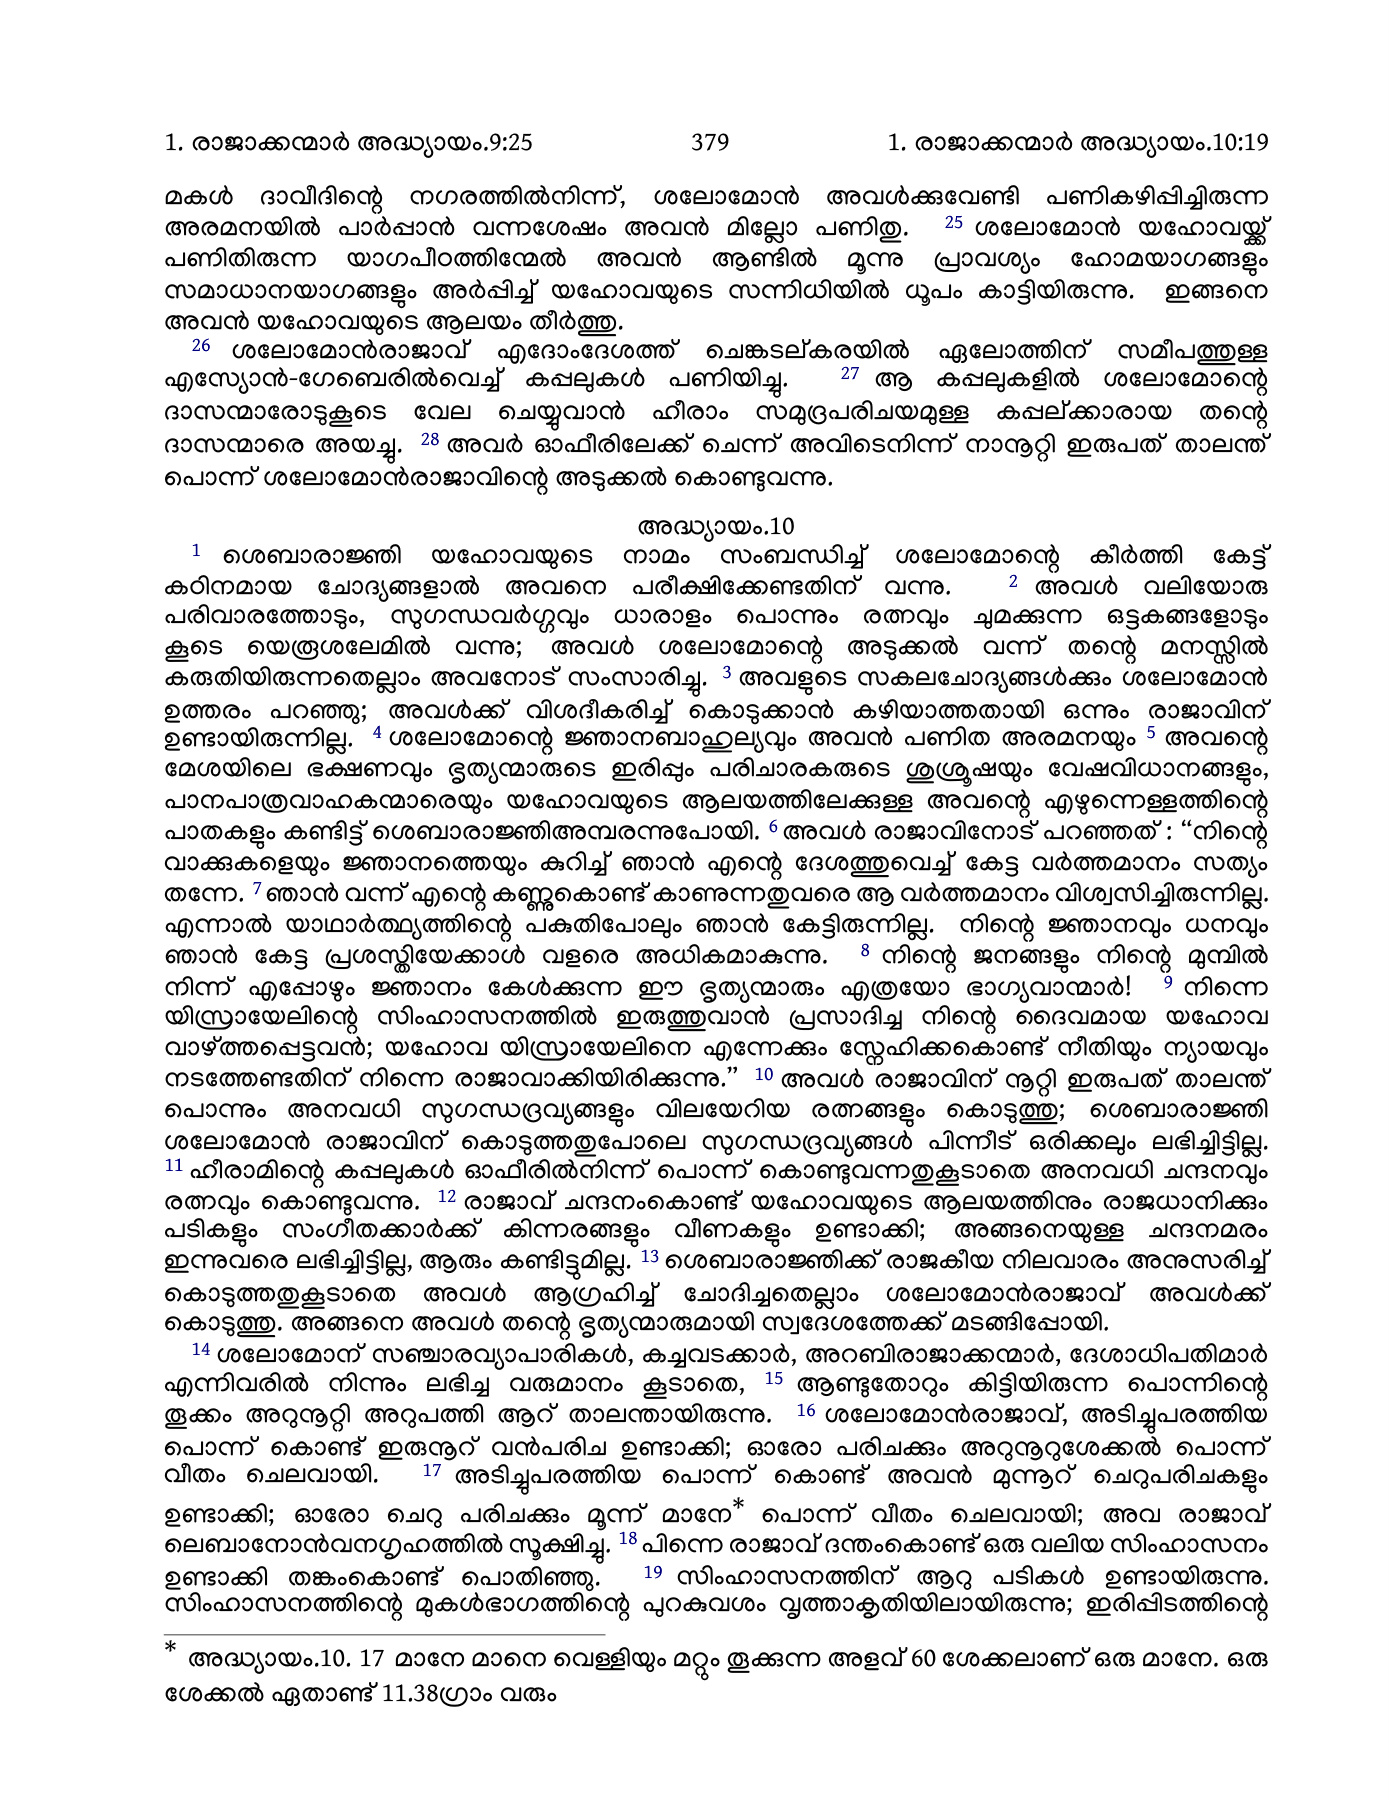 1. രാജാക്കന്മാർ അദ്ധ്യായം.9:25 379 1. രാജാക്കന്മാർ അദ്ധ്യായം.10:19
മകൾ ദാവീദിന്റെ നഗരത്തിൽനിന്ന്, ശലോമോൻ അവൾക്കുവേണ്ടി പണികഴിപ്പിച്ചിരുന്ന
അരമനയിൽ പാർപ്പാൻ വന്നശേഷം അവൻ മില്ലോ പണിതു. 25 ശലോമോൻ യഹോവയ്ക്ക്
പണിതിരുന്ന യാഗപീഠത്തിന്മേൽ അവൻ ആണ്ടിൽ മൂന്നു പ്രാവശ്യം ഹോമയാഗങ്ങളും
സമാധാനയാഗങ്ങളും അർപ്പിച്ച് യഹോവയുടെ സന്നിധിയിൽ ധൂപം കാട്ടിയിരുന്നു. ഇങ്ങനെ
അവൻ യഹോവയുടെ ആലയം തീർത്തു.
26 ശലോമോൻരാജാവ് എദോംദേശത്ത് ചെങ്കടല്കരയിൽ ഏലോത്തിന് സമീപത്തുള്ള
എസ്യോൻ-ഗേബെരിൽവെച്ച് കപ്പലുകൾ പണിയിച്ചു. 27 ആ കപ്പലുകളിൽ ശലോമോന്റെ
ദാസന്മാരോടുകൂടെ വേല ചെയ്യുവാൻ ഹീരാം സമുദ്രപരിചയമുള്ള കപ്പല്ക്കാരായ തന്റെ
ദാസന്മാരെ അയച്ചു. 28 അവർ ഓഫീരിലേക്ക് ചെന്ന് അവിടെനിന്ന് നാനൂറ്റി ഇരുപത് താലന്ത്
പൊന്ന് ശലോമോൻരാജാവിന്റെ അടുക്കൽ കൊണ്ടുവന്നു.
അദ്ധ്യായം.10
1 ശെബാരാജ്ഞി യഹോവയുടെ നാമം സംബന്ധിച്ച് ശലോമോന്റെ കീർത്തി കേട്ട്
കഠിനമായ ചോദ്യങ്ങളാൽ അവനെ പരീക്ഷിക്കേണ്ടതിന് വന്നു. 2 അവൾ വലിയോരു
പരിവാരത്തോടും, സുഗന്ധവർഗ്ഗവും ധാരാളം പൊന്നും രത്നവും ചുമക്കുന്ന ഒട്ടകങ്ങളോടും
കൂടെ യെരൂശലേമിൽ വന്നു; അവൾ ശലോമോന്റെ അടുക്കൽ വന്ന് തന്റെ മനസ്സിൽ
കരുതിയിരുന്നതെല്ലാം അവനോട് സംസാരിച്ചു. 3 അവളുടെ സകലചോദ്യങ്ങൾക്കും ശലോമോൻ
ഉത്തരം പറഞ്ഞു; അവൾക്ക് വിശദീകരിച്ച് കൊടുക്കാൻ കഴിയാത്തതായി ഒന്നും രാജാവിന്
ഉണ്ടായിരുന്നില്ല. 4 ശലോമോന്റെ ജ്ഞാനബാഹുല്യവും അവൻ പണിത അരമനയും 5 അവന്റെ
മേശയിലെ ഭക്ഷണവും ഭൃത്യന്മാരുടെ ഇരിപ്പും പരിചാരകരുടെ ശുശ്രൂഷയും വേഷവിധാനങ്ങളും,
പാനപാത്രവാഹകന്മാരെയും യഹോവയുടെ ആലയത്തിലേക്കുള്ള അവന്റെ എഴുന്നെള്ളത്തിന്റെ
പാതകളും കണ്ടിട്ട് ശെബാരാജ്ഞിഅമ്പരന്നുപോയി. 6 അവൾ രാജാവിനോട് പറഞ്ഞത് : “നിന്റെ
വാക്കുകളെയും ജ്ഞാനത്തെയും കുറിച്ച് ഞാൻ എന്റെ ദേശത്തുവെച്ച് കേട്ട വർത്തമാനം സത്യം
തന്നേ. 7 ഞാൻ വന്ന് എന്റെ കണ്ണുകൊണ്ട് കാണുന്നതുവരെ ആ വർത്തമാനം വിശ്വസിച്ചിരുന്നില്ല.
എന്നാൽ യാഥാർത്ഥ്യത്തിന്റെ പകുതിപോലും ഞാൻ കേട്ടിരുന്നില്ല. നിന്റെ ജ്ഞാനവും ധനവും
ഞാൻ കേട്ട പ്രശസ്തിയേക്കാൾ വളരെ അധികമാകുന്നു. 8 നിന്റെ ജനങ്ങളും നിന്റെ മുമ്പിൽ
നിന്ന് എപ്പോഴും ജ്ഞാനം കേൾക്കുന്ന ഈ ഭൃത്യന്മാരും എത്രയോ ഭാഗ്യവാന്മാർ! 9 നിന്നെ
യിസ്രായേലിന്റെ സിംഹാസനത്തിൽ ഇരുത്തുവാൻ പ്രസാദിച്ച നിന്റെ ദൈവമായ യഹോവ
വാഴ്ത്തപ്പെട്ടവൻ; യഹോവ യിസ്രായേലിനെ എന്നേക്കും സ്നേഹിക്കകൊണ്ട് നീതിയും ന്യായവും
നടത്തേണ്ടതിന് നിന്നെ രാജാവാക്കിയിരിക്കുന്നു.” 10 അവൾ രാജാവിന് നൂറ്റി ഇരുപത് താലന്ത്
പൊന്നും അനവധി സുഗന്ധദ്രവ്യങ്ങളും വിലയേറിയ രത്നങ്ങളും കൊടുത്തു; ശെബാരാജ്ഞി
ശലോമോൻ രാജാവിന് കൊടുത്തതുപോലെ സുഗന്ധദ്രവ്യങ്ങൾ പിന്നീട് ഒരിക്കലും ലഭിച്ചിട്ടില്ല.
11 ഹീരാമിന്റെ കപ്പലുകൾ ഓഫീരിൽനിന്ന് പൊന്ന് കൊണ്ടുവന്നതുകൂടാതെ അനവധി ചന്ദനവും
രത്നവും കൊണ്ടുവന്നു. 12 രാജാവ് ചന്ദനംകൊണ്ട് യഹോവയുടെ ആലയത്തിനും രാജധാനിക്കും
പടികളും സംഗീതക്കാർക്ക് കിന്നരങ്ങളും വീണകളും ഉണ്ടാക്കി; അങ്ങനെയുള്ള ചന്ദനമരം
ഇന്നുവരെ ലഭിച്ചിട്ടില്ല, ആരും കണ്ടിട്ടുമില്ല. 13 ശെബാരാജ്ഞിക്ക് രാജകീയ നിലവാരം അനുസരിച്ച്
കൊടുത്തതുകൂടാതെ അവൾ ആഗ്രഹിച്ച് ചോദിച്ചതെല്ലാം ശലോമോൻരാജാവ് അവൾക്ക്
കൊടുത്തു. അങ്ങനെ അവൾ തന്റെ ഭൃത്യന്മാരുമായി സ്വദേശത്തേക്ക് മടങ്ങിപ്പോയി.
14 ശലോമോന് സഞ്ചാരവ്യാപാരികൾ, കച്ചവടക്കാർ, അറബിരാജാക്കന്മാർ, ദേശാധിപതിമാർ
എന്നിവരിൽ നിന്നും ലഭിച്ച വരുമാനം കൂടാതെ, 15 ആണ്ടുതോറും കിട്ടിയിരുന്ന പൊന്നിന്റെ
തൂക്കം അറുനൂറ്റി അറുപത്തി ആറ് താലന്തായിരുന്നു. 16 ശലോമോൻരാജാവ്, അടിച്ചുപരത്തിയ
പൊന്ന് കൊണ്ട് ഇരുനൂറ് വൻപരിച ഉണ്ടാക്കി; ഓരോ പരിചക്കും അറുനൂറുശേക്കൽ പൊന്ന്
വീതം ചെലവായി. 17 അടിച്ചുപരത്തിയ പൊന്ന് കൊണ്ട് അവൻ മുന്നൂറ് ചെറുപരിചകളും
ഉണ്ടാക്കി; ഓരോ ചെറു പരിചക്കും മൂന്ന് മാനേ* പൊന്ന് വീതം ചെലവായി; അവ രാജാവ്
ലെബാനോൻവനഗൃഹത്തിൽ സൂക്ഷിച്ചു. 18 പിന്നെ രാജാവ് ദന്തംകൊണ്ട് ഒരു വലിയ സിംഹാസനം
ഉണ്ടാക്കി തങ്കംകൊണ്ട് പൊതിഞ്ഞു. 19 സിംഹാസനത്തിന് ആറു പടികൾ ഉണ്ടായിരുന്നു.
സിംഹാസനത്തിന്റെ മുകൾഭാഗത്തിന്റെ പുറകുവശം വൃത്താകൃതിയിലായിരുന്നു; ഇരിപ്പിടത്തിന്റെ
* അദ്ധ്യായം.10. 17 മാനേ മാനെ വെള്ളിയും മറ്റും തൂക്കുന്ന അളവ് 60 ശേക്കലാണ് ഒരു മാനേ. ഒരു
ശേക്കൽ ഏതാണ്ട് 11.38ഗ്രാം വരും